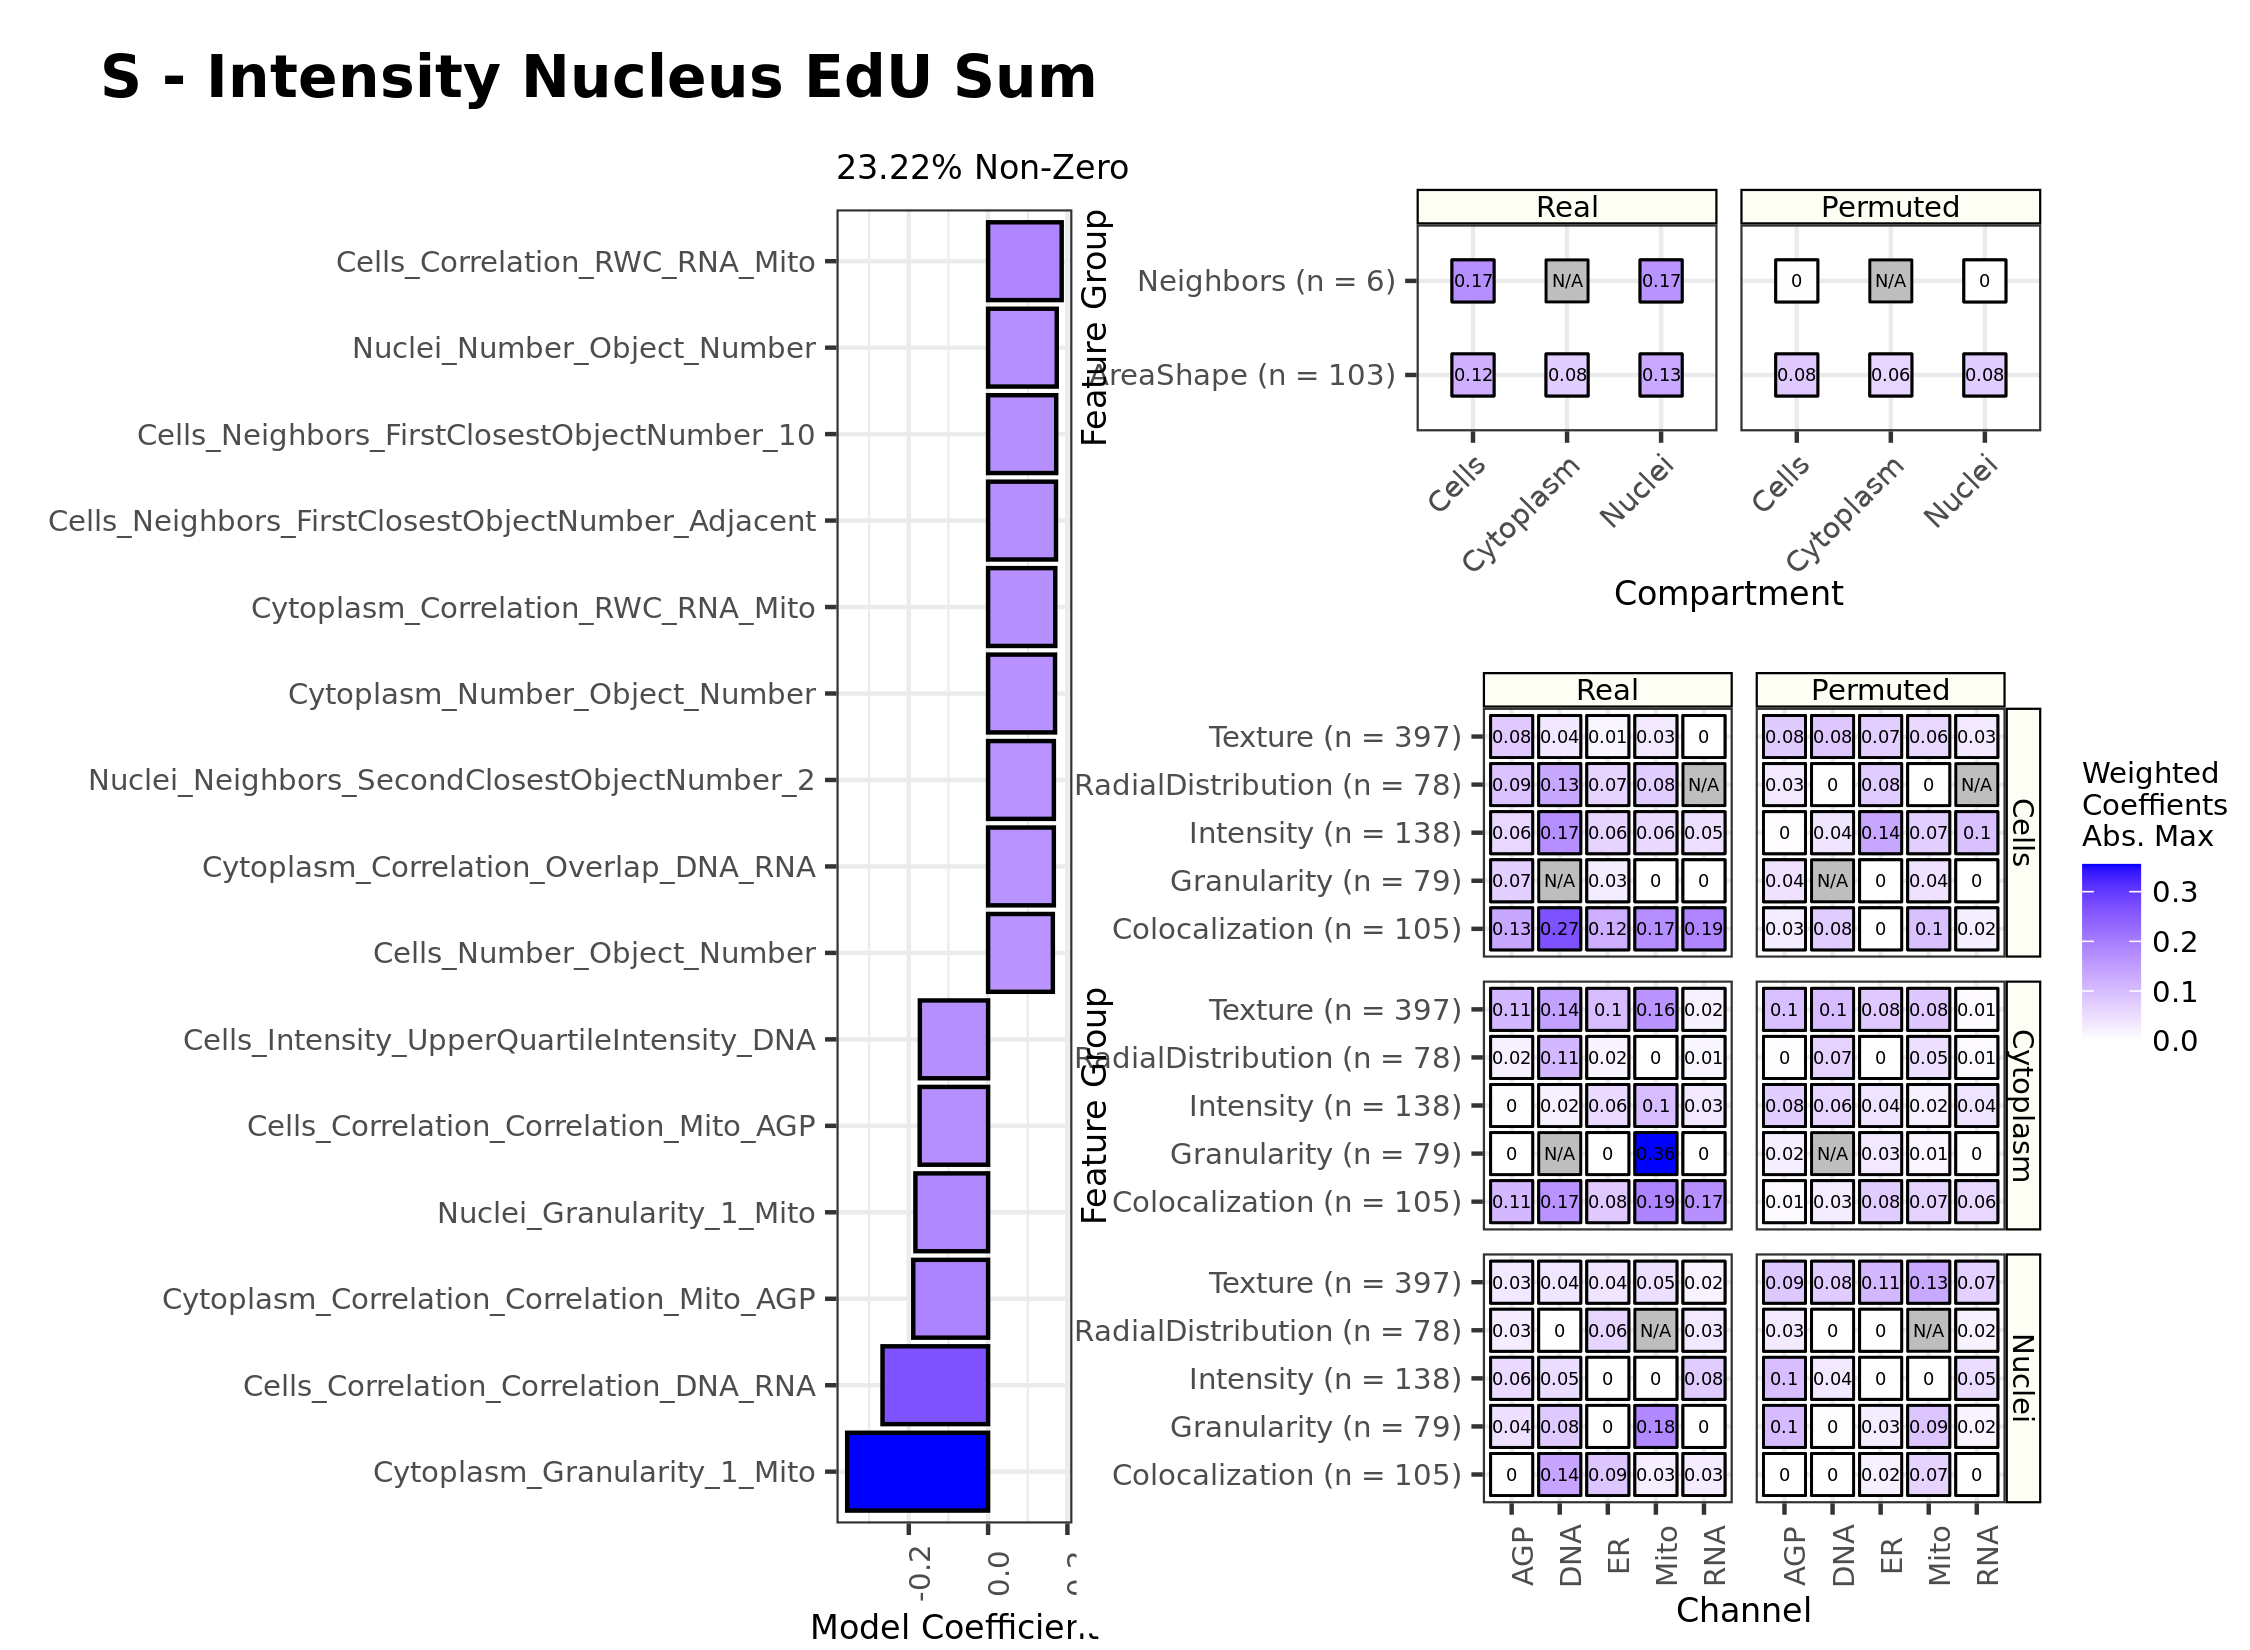 S - Intensity Nucleus EdU Sum
23.22% Non-Zero
Cells_Correlation_RWC_RNA_Mito
Nuclei_Number_Object_Number
Cells_Neighbors_FirstClosestObjectNumber_10
Cells_Neighbors_FirstClosestObjectNumber_Adjacent
Cytoplasm_Correlation_RWC_RNA_Mito
Cytoplasm_Number_Object_Number
Nuclei_Neighbors_SecondClosestObjectNumber_2
Cytoplasm_Correlation_Overlap_DNA_RNA
Cells_Number_Object_Number
Cells_Intensity_UpperQuartileIntensity_DNA
Cells_Correlation_Correlation_Mito_AGP
Nuclei_Granularity_1_Mito
Cytoplasm_Correlation_Correlation_Mito_AGP
Cells_Correlation_Correlation_DNA_RNA
Cytoplasm_Granularity_1_Mito
-0.2 0.0
Model Coefficient
Feature Group
Real Permuted
Neighbors (n = 6) 0.17 N/A 0.17 0 N/A 0
AreaShape (n = 103) 0.12 0.08 0.13 0.08 0.06 0.08
Cells Cytoplasm Nuclei Cells Cytoplasm Nuclei
Compartment
Feature Group
Real Permuted
Cells
Texture (n = 397) 0.08 0.04 0.01 0.03 0 0.08 0.08 0.07 0.06 0.03
RadialDistribution (n = 78) 0.09 0.13 0.07 0.08 N/A 0.03 0 0.08 0 N/A
Intensity (n = 138) 0.06 0.17 0.06 0.06 0.05 0 0.04 0.14 0.07 0.1
Granularity (n = 79) 0.07 N/A 0.03 0 0 0.04 N/A 0 0.04 0
Colocalization (n = 105) 0.13 0.27 0.12 0.17 0.19 0.03 0.08 0 0.1 0.02
Cytoplasm
Texture (n = 397) 0.11 0.14 0.1 0.16 0.02 0.1 0.1 0.08 0.08 0.01
RadialDistribution (n = 78) 0.02 0.11 0.02 0 0.01 0 0.07 0 0.05 0.01
Intensity (n = 138) 0 0.02 0.06 0.1 0.03 0.08 0.06 0.04 0.02 0.04
Granularity (n = 79) 0 N/A 0 0.36 0 0.02 N/A 0.03 0.01 0
Colocalization (n = 105) 0.11 0.17 0.08 0.19 0.17 0.01 0.03 0.08 0.07 0.06
Nuclei
Texture (n = 397) 0.03 0.04 0.04 0.05 0.02 0.09 0.08 0.11 0.13 0.07
RadialDistribution (n = 78) 0.03 0 0.06 N/A 0.03 0.03 0 0 N/A 0.02
Intensity (n = 138) 0.06 0.05 0 0 0.08 0.1 0.04 0 0 0.05
Granularity (n = 79) 0.04 0.08 0 0.18 0 0.1 0 0.03 0.09 0.02
Colocalization (n = 105) 0 0.14 0.09 0.03 0.03 0 0 0.02 0.07 0
AGP DNA ER Mito RNA AGP DNA ER Mito RNA
Channel
Weighted
Coeffients
Abs. Max
0.3
0.2
0.1
0.0